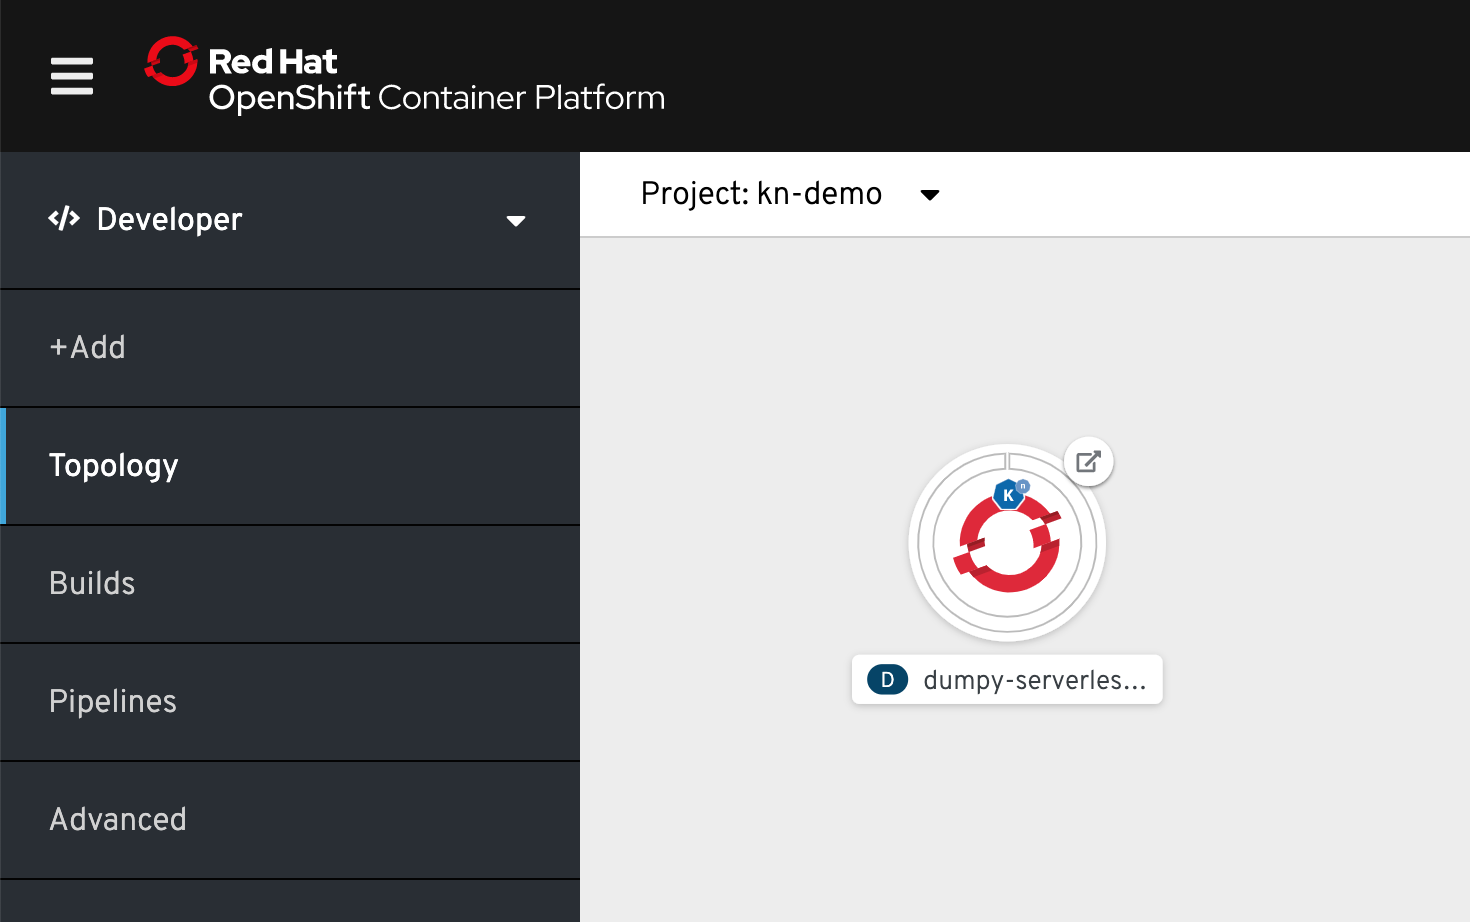 Red Hat
OpenShift Container Platform
</> Developer
Project: kn-demo
+Add
Topology
Builds
Pipelines
Advanced
K
n
D dumpy-serverles...